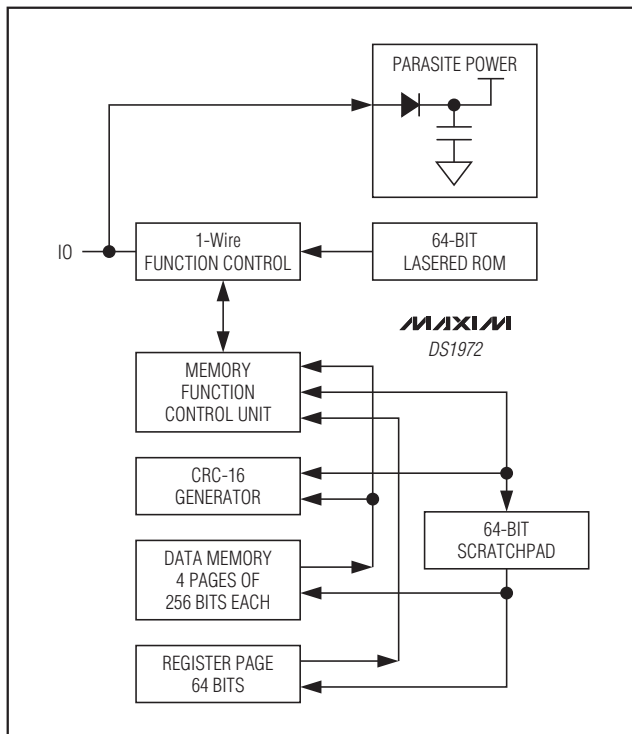 PARASITE POWER
IO
1-Wire
FUNCTION CONTROL
64-BIT
LASERED ROM
MAXIM
DS1972
MEMORY
FUNCTION
CONTROL UNIT
CRC-16
GENERATOR
64-BIT
SCRATCHPAD
DATA MEMORY
4 PAGES OF
256 BITS EACH
REGISTER PAGE
64 BITS